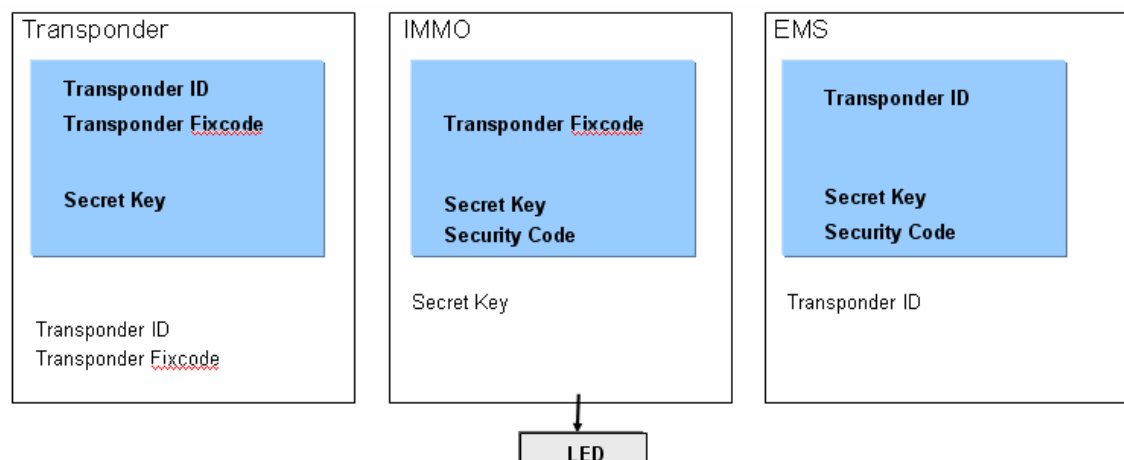 Transponder
Transponder ID
Transponder Fixcode
Secret Key
Transponder ID
Transponder Fixcode
IMMO
Transponder Fixcode
Secret Key
Security Code
Secret Key
EMS
Transponder ID
Secret Key
Security Code
Transponder ID
LED